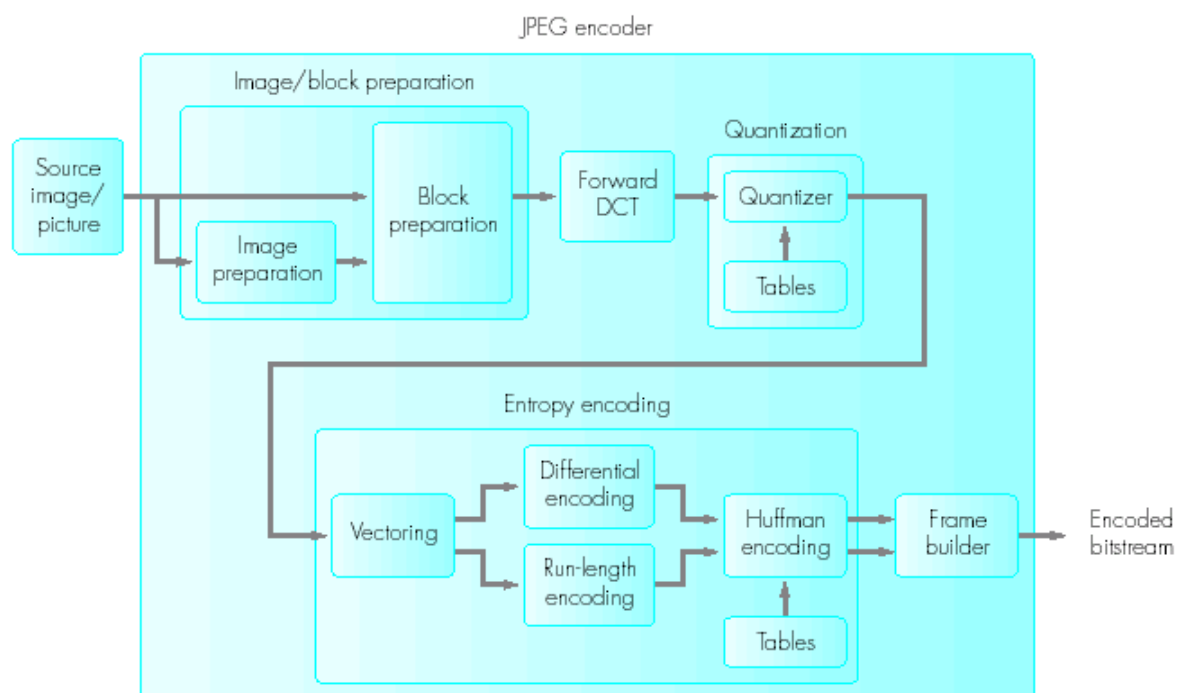 JPEG encoder
Image/block preparation
Quantization
Source
image/
picture
Block
preparation
Forward
DCT
Quantizer
Image
preparation
Tables
Entropy encoding
Differential
encoding
Vectoring
Huffman
encoding
Frame
builder
Encoded
bitstream
Run-length
encoding
Tables